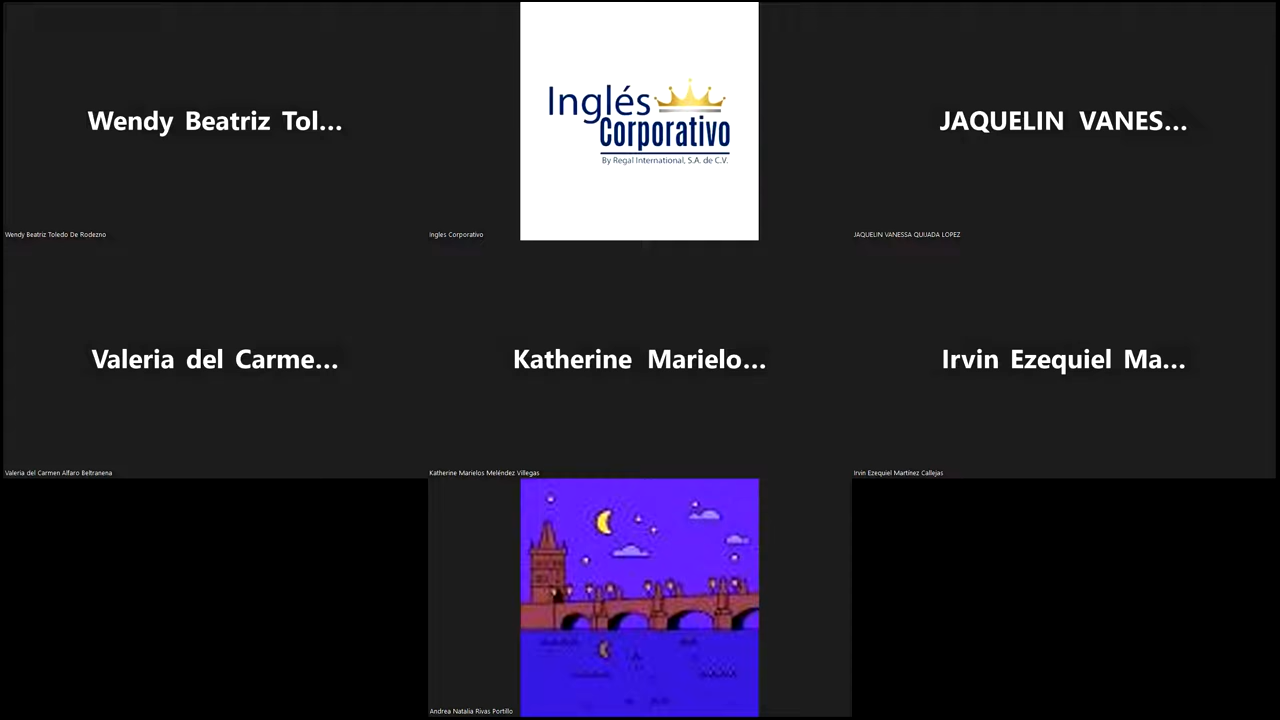 Wendy Beatriz Tol...
Inglés
Corporativo
By Regal International, S.A. de C.V.
JAQUELIN VANES...
Wendy Beatriz Toledo De Rodezno
Ingles Corporativo
JAQUELIN VANESSA QUIJADA LOPEZ
Valeria del Carme...
Katherine Marielo...
Irvin Ezequiel Ma...
Valeria del Carmen Alfaro Beltranena
Katherine Marielos Meléndez Villegas
Irvin Ezequiel Martínez Callejas
Andrea Natalia Rivas Portillo